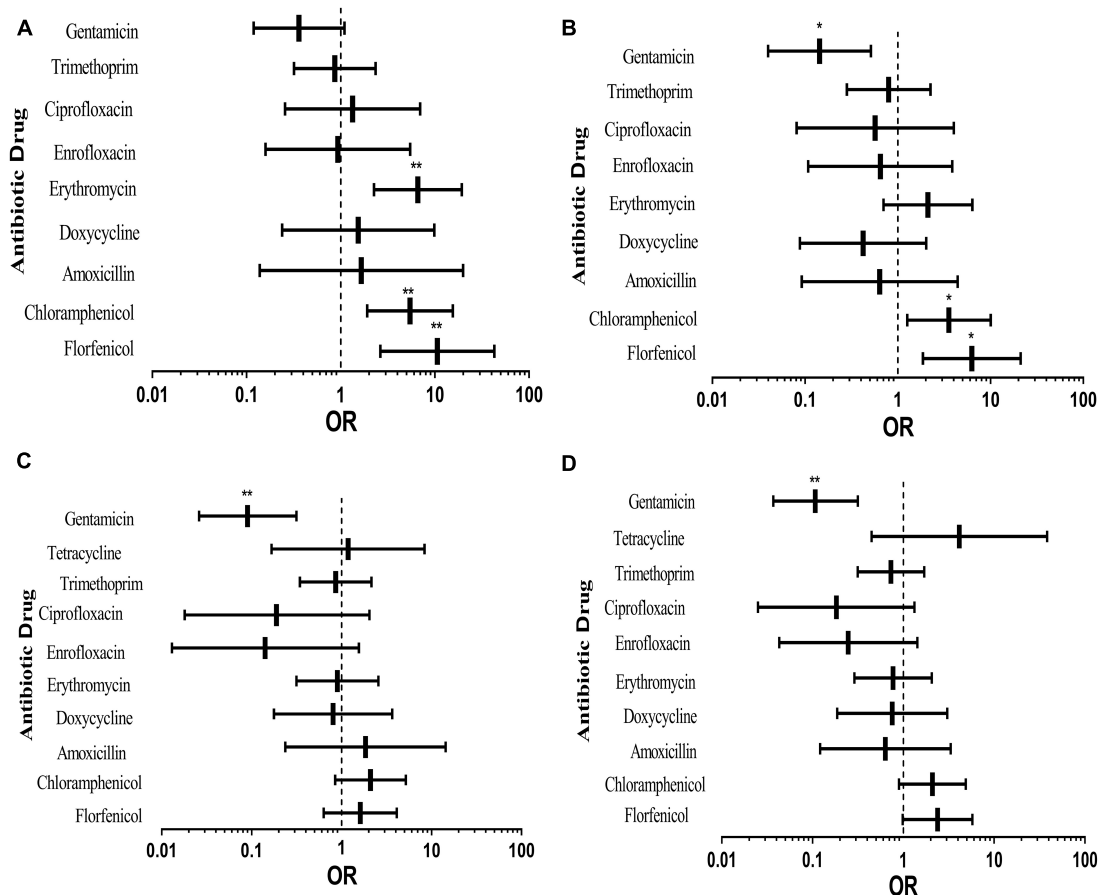 A
Antibiotic Drug
Gentamicin
Trimethoprim
Ciprofloxacin
Enrofloxacin
**
Erythromycin
Doxycycline
Amoxicillin
**
Chloramphenicol
**
Florfenicol
0.01 0.1 1 10 100
OR
B
Antibiotic Drug
*
Gentamicin
Trimethoprim
Ciprofloxacin
Enrofloxacin
Erythromycin
Doxycycline
Amoxicillin
*
Chloramphenicol
*
Florfenicol
0.01 0.1 1 10 100
OR
C
Antibiotic Drug
**
Gentamicin
Tetracycline
Trimethoprim
Ciprofloxacin
Enrofloxacin
Erythromycin
Doxycycline
Amoxicillin
Chloramphenicol
Florfenicol
0.01 0.1 1 10 100
OR
D
Antibiotic Drug
**
Gentamicin
Tetracycline
Trimethoprim
Ciprofloxacin
Enrofloxacin
Erythromycin
Doxycycline
Amoxicillin
Chloramphenicol
Florfenicol
0.01 0.1 1 10 100
OR